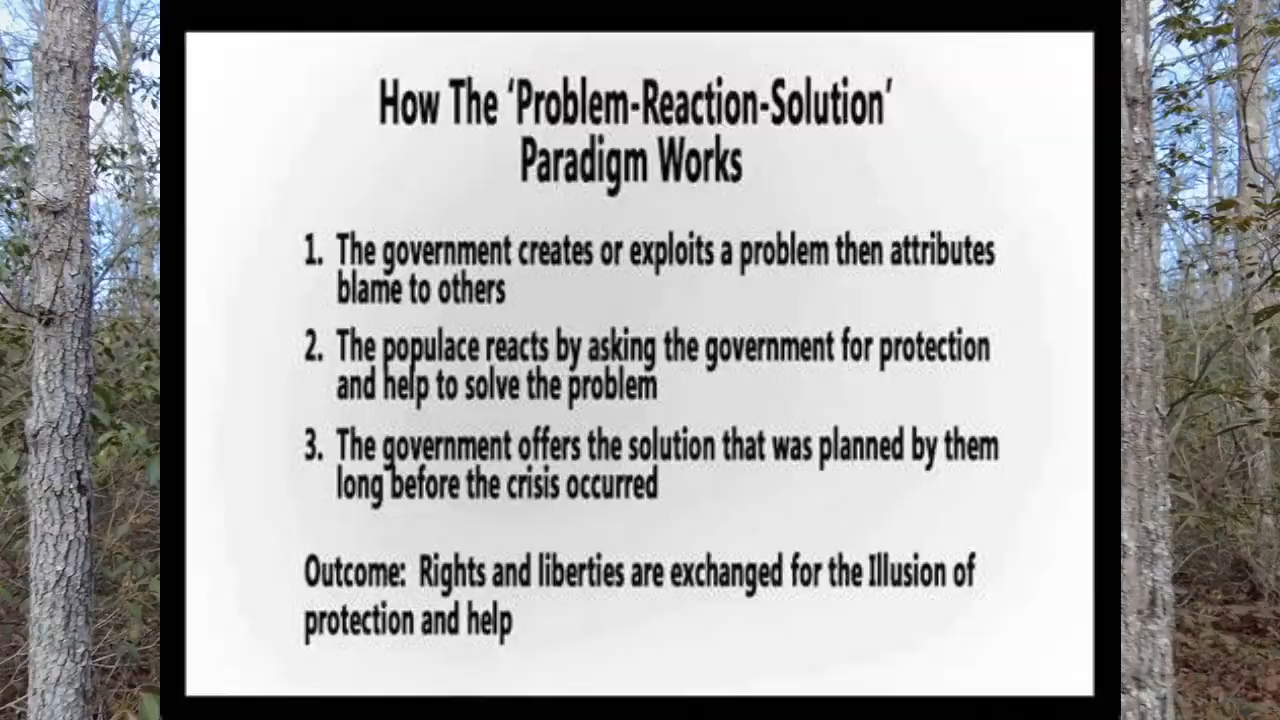 How The ‘Problem-Reaction-Solution’
Paradigm Works
1. The government creates or exploits a problem then attributes
blame to others
2. The populace reacts by asking the government for protection
and help to solve the problem
3. The government offers the solution that was planned by them
long before the crisis occurred
Outcome: Rights and liberties are exchanged for the Illusion of
protection and help